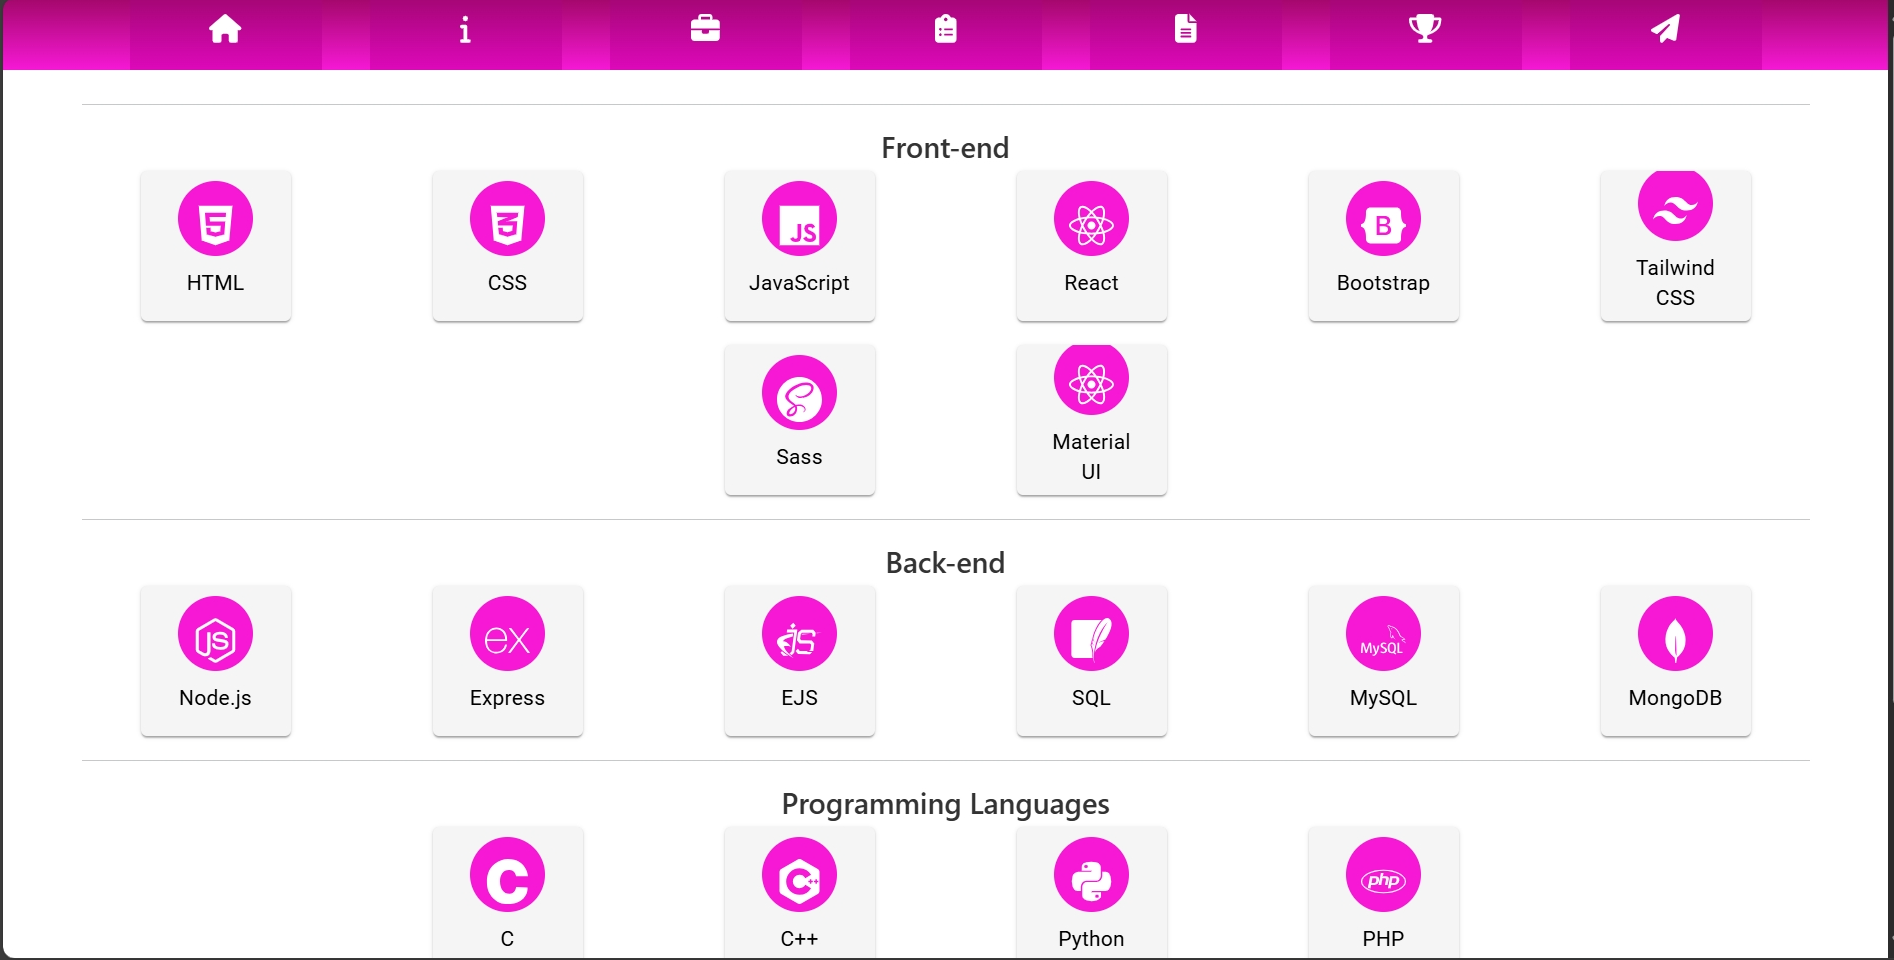 Front-end
HTML
CSS
JS
JavaScript
React
B
Bootstrap
Tailwind
CSS
Sass
Material
UI
Back-end
JS
Node.js
ex
Express
EJS
SQL
MySQL
MySQL
MongoDB
Programming Languages
C
C
C++
C++
Python
php
PHP